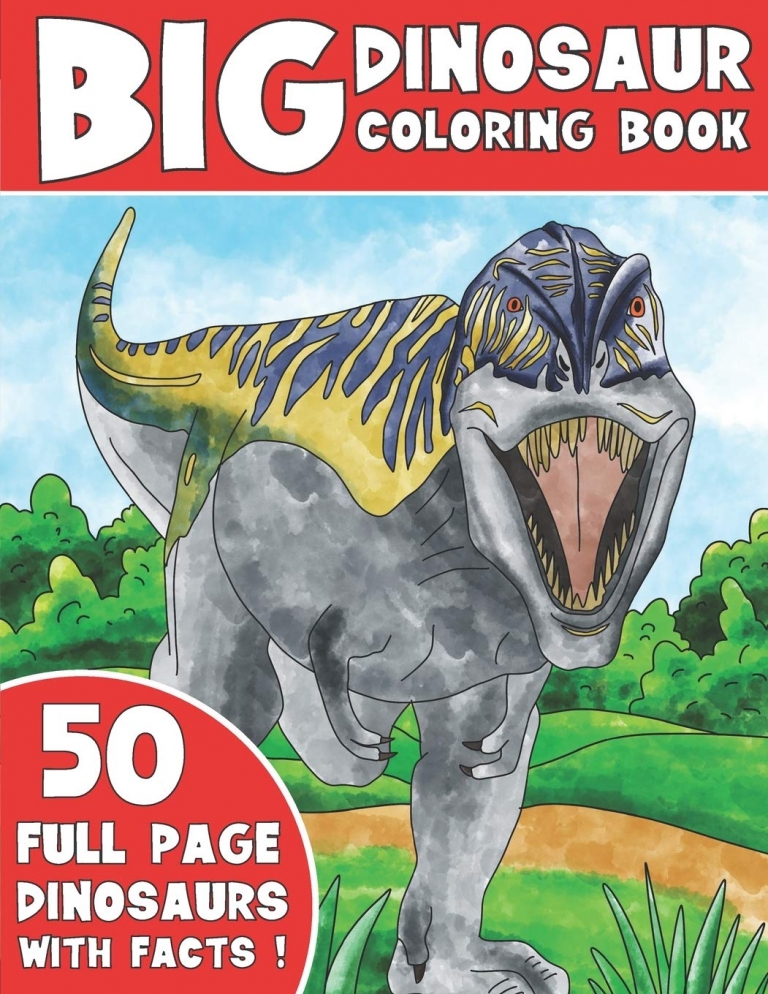 BIG DINOSAUR
COLORING BOOK
50
FULL PAGE
DINOSAURS
WITH FACTS !